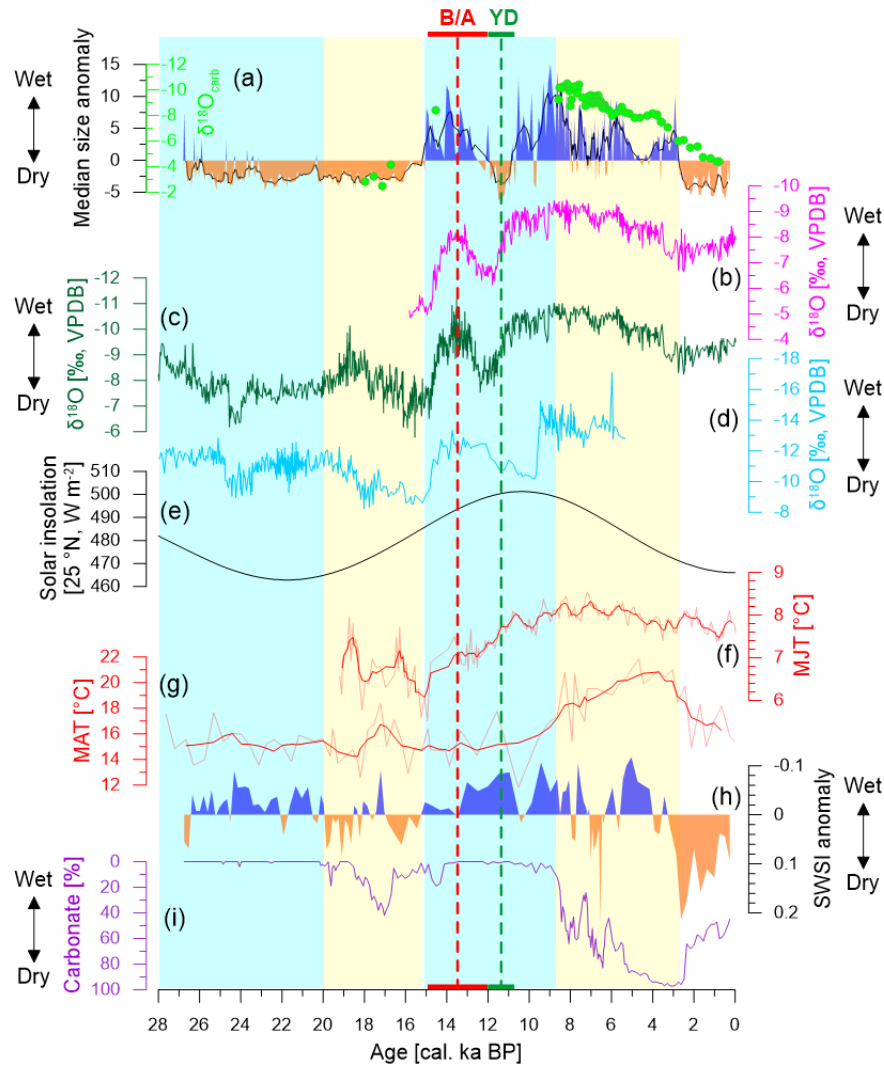 B/A YD
(a)
Wet
Dry
Median size anomaly
15
10
5
0
-5
δ18Ocarb
-12
-10
-8
-6
-4
-2
(b)
δ18O [‰, VPDB]
-10
-9
-8
-7
-6
-5
-4
Wet
Dry
(c)
Wet
Dry
δ18O [‰, VPDB]
-12
-11
-10
-9
-8
-7
-6
(d)
δ18O [‰, VPDB]
-18
-16
-14
-12
-10
-8
Wet
Dry
(e)
Solar insolation
[25 °N, W m-2]
510
500
490
480
470
460
(f)
MJT [°C]
9
8
7
6
(g)
MAT [°C]
22
20
18
16
14
12
(h)
SWSI anomaly
-0.1
0
0.1
0.2
Wet
Dry
(i)
Wet
Dry
Carbonate [%]
0
20
40
60
80
100
28 26 24 22 20 18 16 14 12 10 8 6 4 2 0
Age [cal. ka BP]